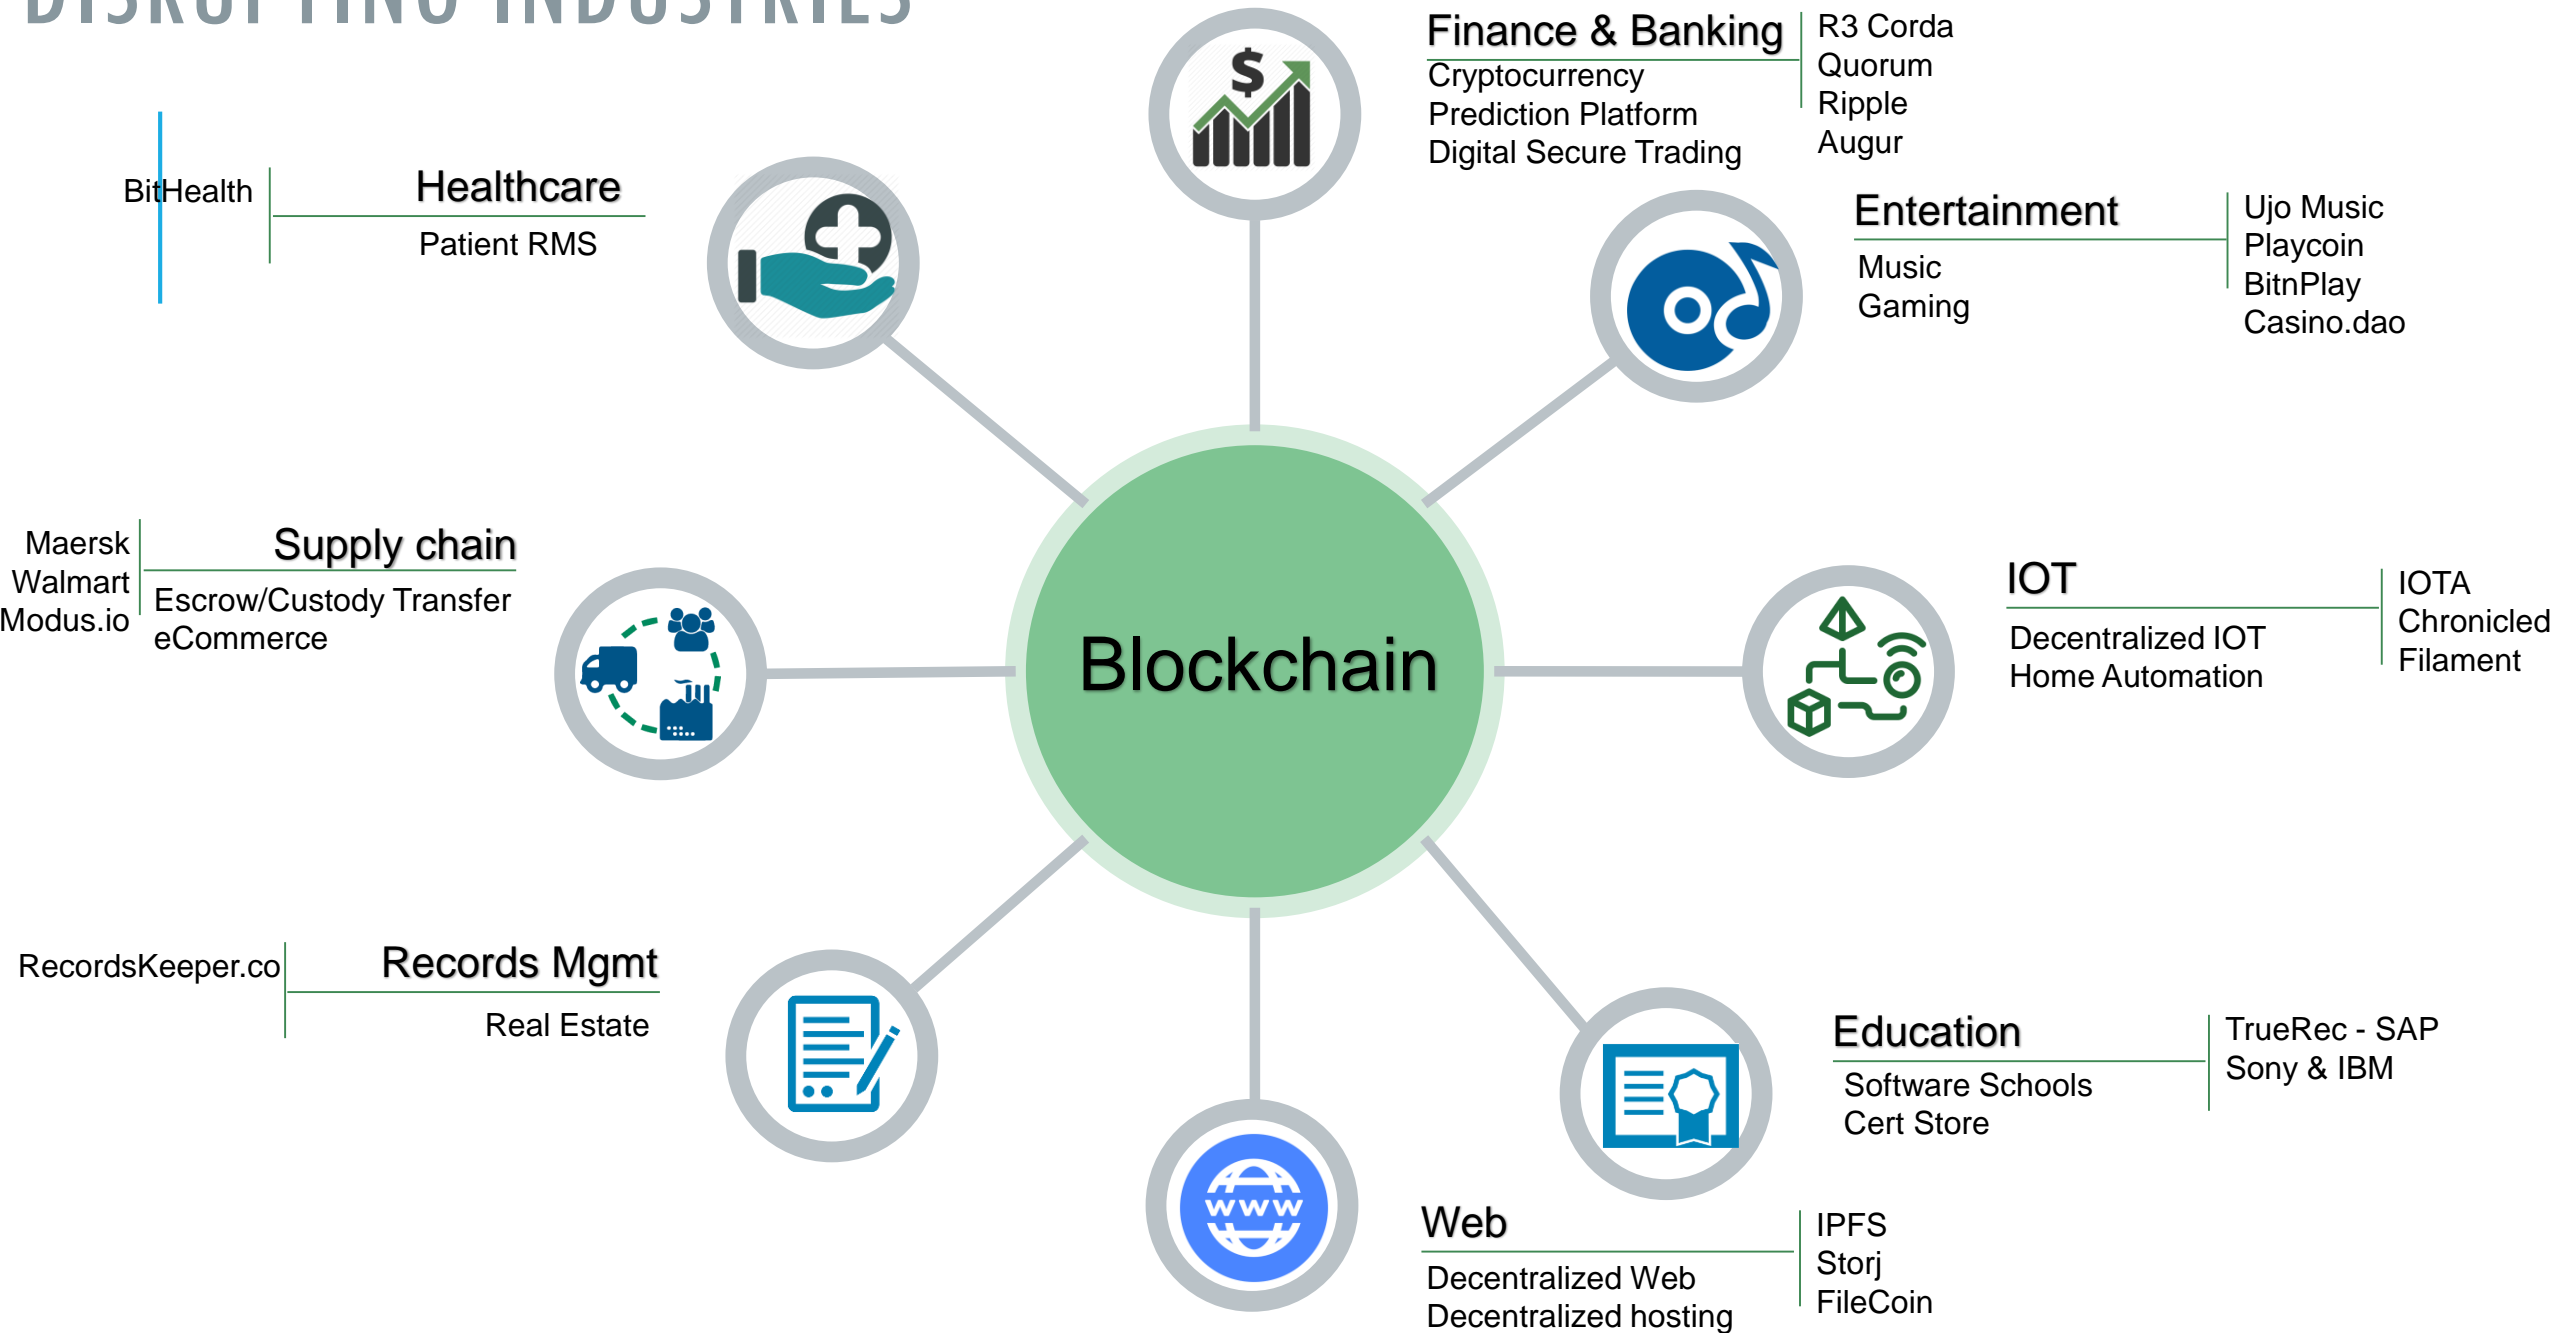 DISRUPTING INDUSTRIES
Finance & Banking
Cryptocurrency
Prediction Platform
Digital Secure Trading
R3 Corda
Quorum
Ripple
Augur
BitHealth
Healthcare
Patient RMS
Entertainment
Music
Gaming
Ujo Music
Playcoin
BitnPlay
Casino.dao
Maersk
Walmart
Modus.io
Supply chain
Escrow/Custody Transfer
eCommerce
Blockchain
IOT
Decentralized IOT
Home Automation
IOTA
Chronicled
Filament
RecordsKeeper.co
Records Mgmt
Real Estate
Education
Software Schools
Cert Store
TrueRec - SAP
Sony & IBM
www
Web
Decentralized Web
Decentralized hosting
IPFS
Storj
FileCoin